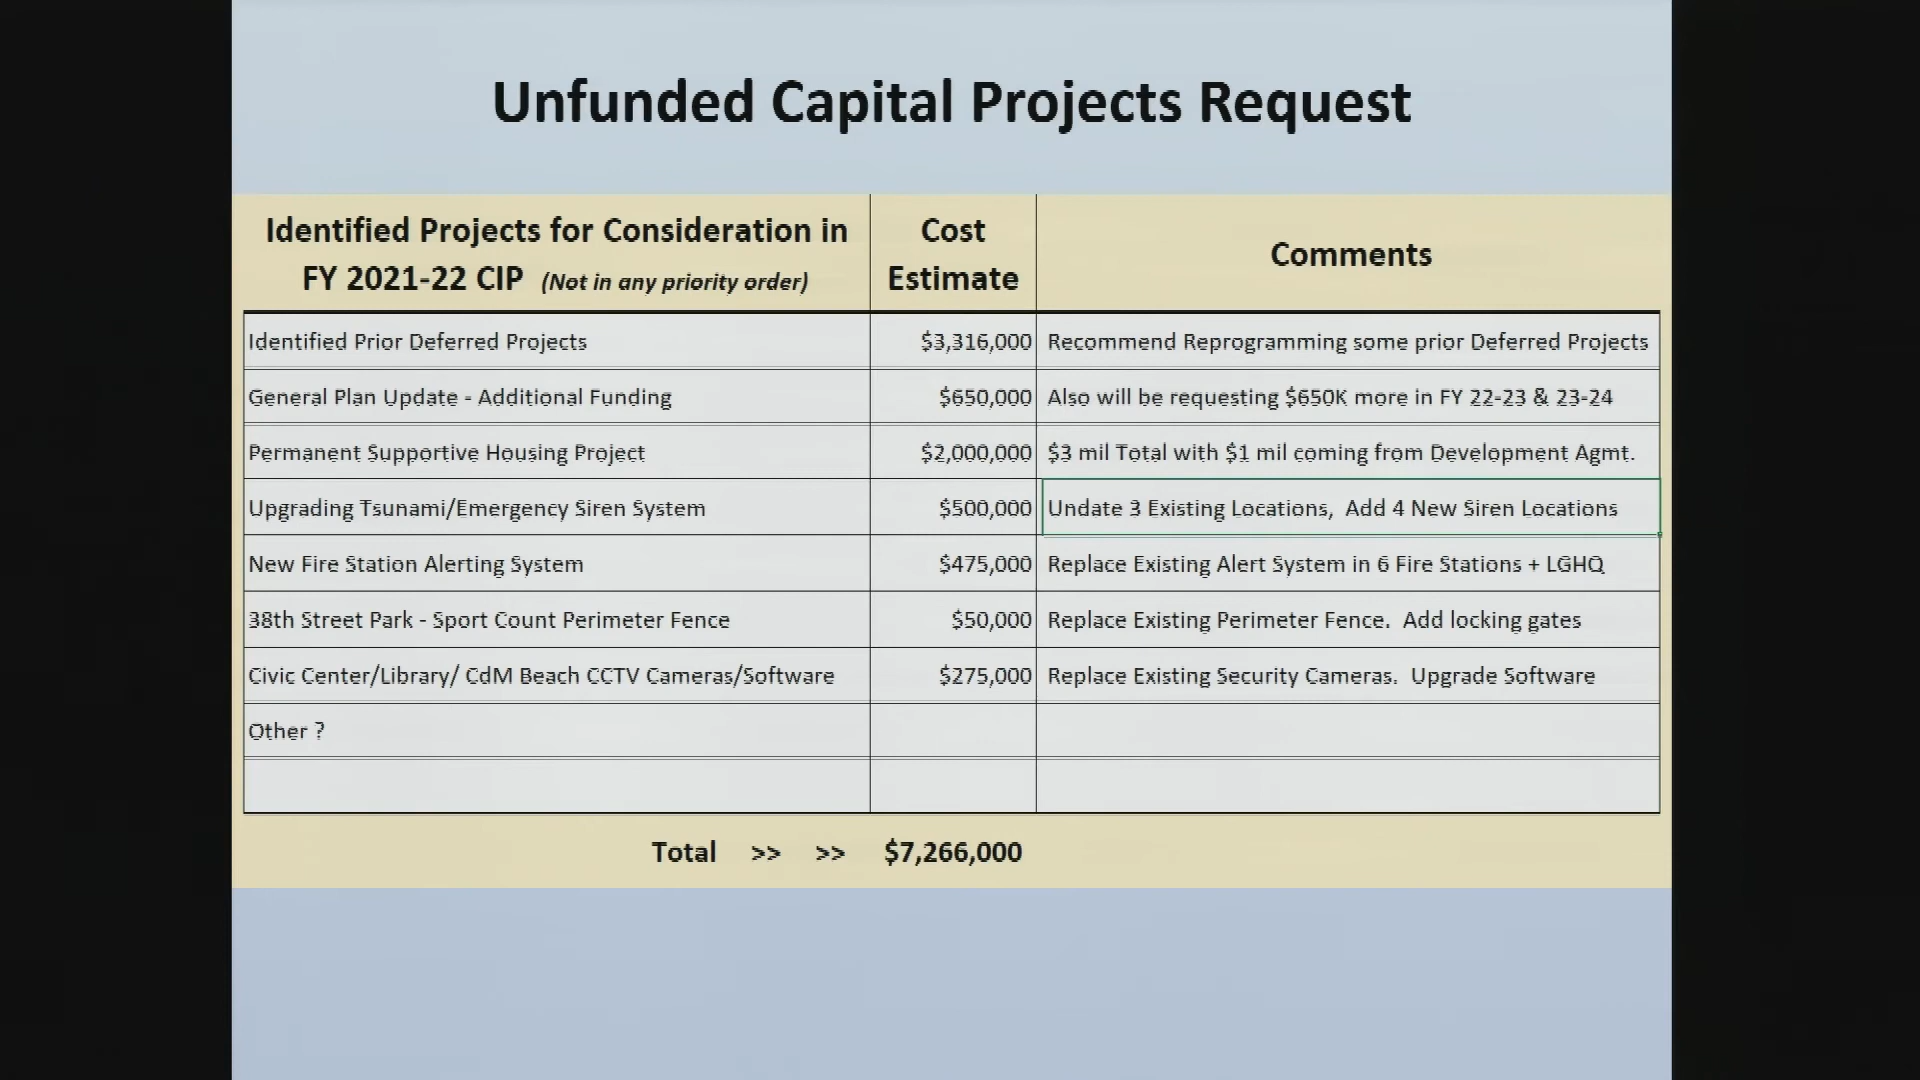 Unfunded Capital Projects Request
Identified Projects for Consideration in
FY 2021-22 CIP (Not in any priority order)
Cost
Estimate
Comments
Identified Prior Deferred Projects $3,316,000 Recommend Reprogramming some prior Deferred Projects
General Plan Update - Additional Funding $650,000 Also will be requesting $650K more in FY 22-23 & 23-24
Permanent Supportive Housing Project $2,000,000 $3 mil Total with $1 mil coming from Development Agmt.
Upgrading Tsunami/Emergency Siren System $500,000 Undate 3 Existing Locations, Add 4 New Siren Locations
New Fire Station Alerting System $475,000 Replace Existing Alert System in 6 Fire Stations + LGHQ
38th Street Park - Sport Count Perimeter Fence $50,000 Replace Existing Perimeter Fence. Add locking gates
Civic Center/Library/ CdM Beach CCTV Cameras/Software $275,000 Replace Existing Security Cameras. Upgrade Software
Other ?
Total >> >> $7,266,000